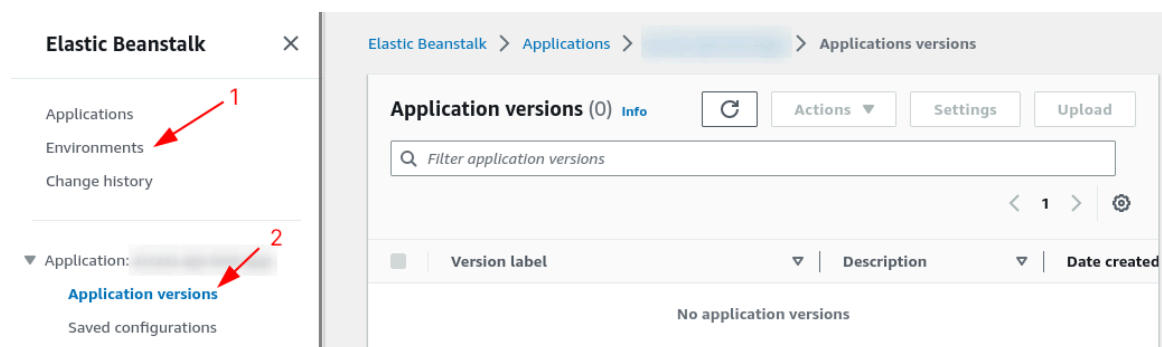 Elastic Beanstalk
1
Applications
Environments
Change history
2
Application:
Application versions
Saved configurations
Elastic Beanstalk > Applications > > Applications versions
Application versions (0) Info Actions Settings Upload
Filter application versions
< 1 >
Version label Description Date created
No application versions